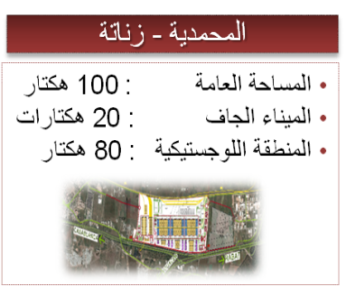 المحمدية - زناتة
• المساحة العامة : 100 هكتار
• الميناء الجاف : 20 هكتارات
• المنطقة اللوجستيكية : 80 هكتار